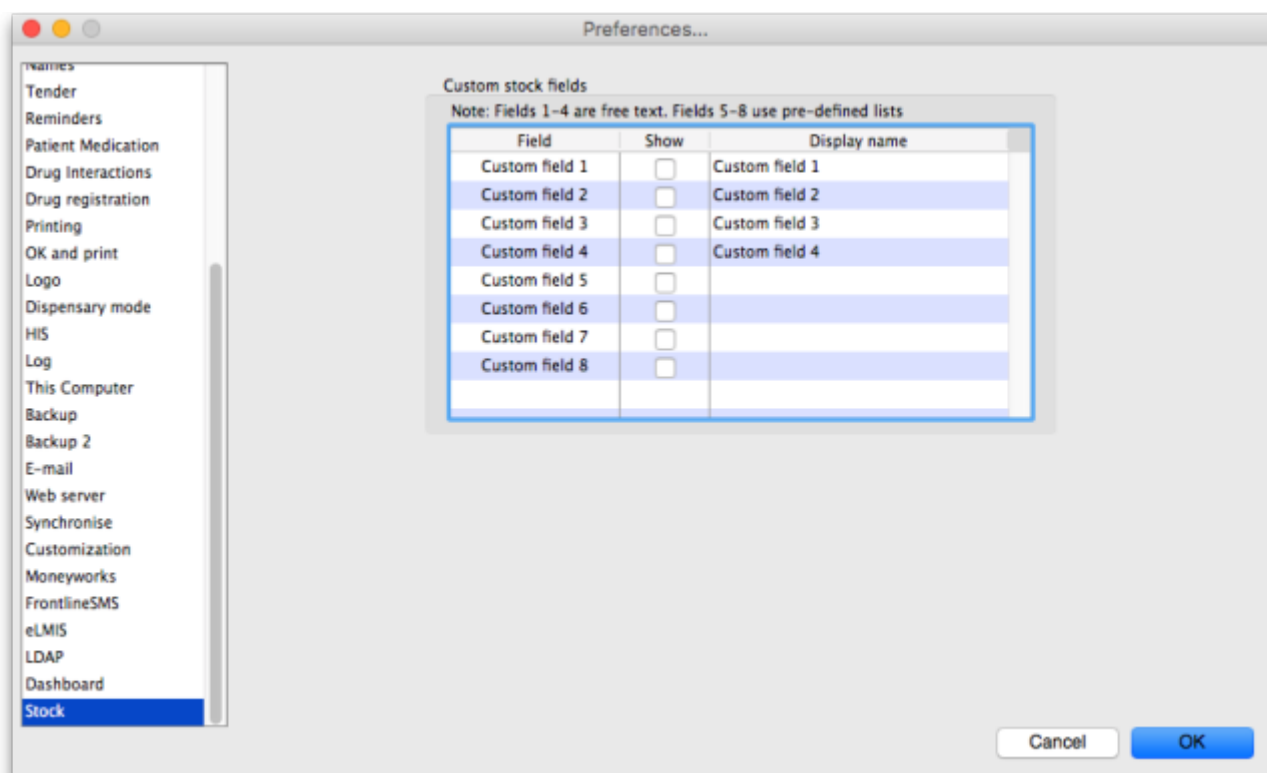 Preferences...
Names
Tender
Reminders
Patient Medication
Drug Interactions
Drug registration
Printing
OK and print
Logo
Dispensary mode
HIS
Log
This Computer
Backup
Backup 2
E-mail
Web server
Synchronise
Customization
Moneyworks
FrontlineSMS
eLMIS
LDAP
Dashboard
Stock
Custom stock fields
Note: Fields 1-4 are free text. Fields 5-8 use pre-defined lists
Field Show Display name
Custom field 1 Custom field 1
Custom field 2 Custom field 2
Custom field 3 Custom field 3
Custom field 4 Custom field 4
Custom field 5
Custom field 6
Custom field 7
Custom field 8
Cancel OK